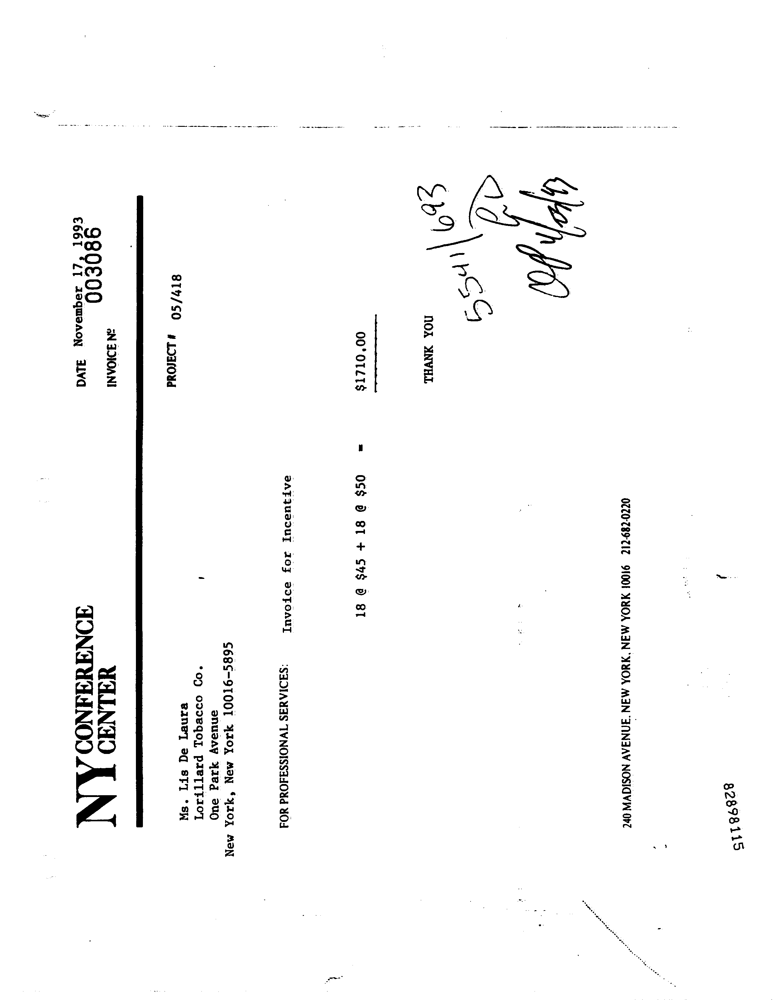 NY CONFERENCE
CENTER
DATE November 17, 1993
INVOICE Nº 003086
Ms. Lis De Laura
Lorillard Tobacco Co.
One Park Avenue
New York, New York 10016-5895
PROJECT # 05/418
FOR PROFESSIONAL SERVICES: Invoice for Incentive
18 @ $45 + 18 @ $50 = $1710.00
THANK YOU
5541/693
240 MADISON AVENUE, NEW YORK, NEW YORK 10016 212-682-0220
82898115